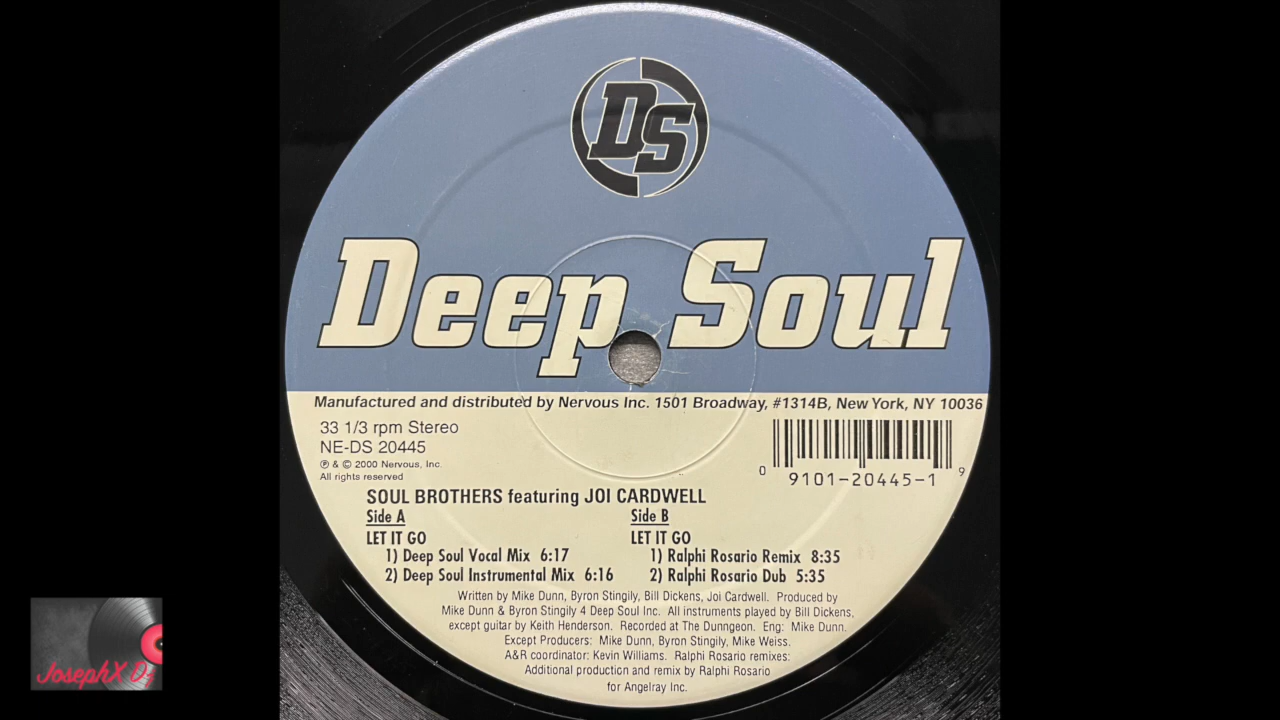 DS
Deep Soul
Manufactured and distributed by Nervous Inc. 1501 Broadway, #1314B, New York, NY 10036
33 1/3 rpm Stereo
NE-DS 20445
℗ & © 2000 Nervous, Inc.
All rights reserved
0 9101-20445-1 9
SOUL BROTHERS featuring JOI CARDWELL
Side A
LET IT GO
1) Deep Soul Vocal Mix 6:17
2) Deep Soul Instrumental Mix 6:16
Side B
LET IT GO
1) Ralphi Rosario Remix 8:35
2) Ralphi Rosario Dub 5:35
Written by Mike Dunn, Byron Stingily, Bill Dickens, Joi Cardwell. Produced by
Mike Dunn & Byron Stingily 4 Deep Soul Inc. All instruments played by Bill Dickens,
except guitar by Keith Henderson. Recorded at The Dunngeon. Eng: Mike Dunn.
Except Producers: Mike Dunn, Byron Stingily, Mike Weiss.
A&R coordinator: Kevin Williams. Ralphi Rosario remixes:
Additional production and remix by Ralphi Rosario
for Angelray Inc.
JosephX Dj